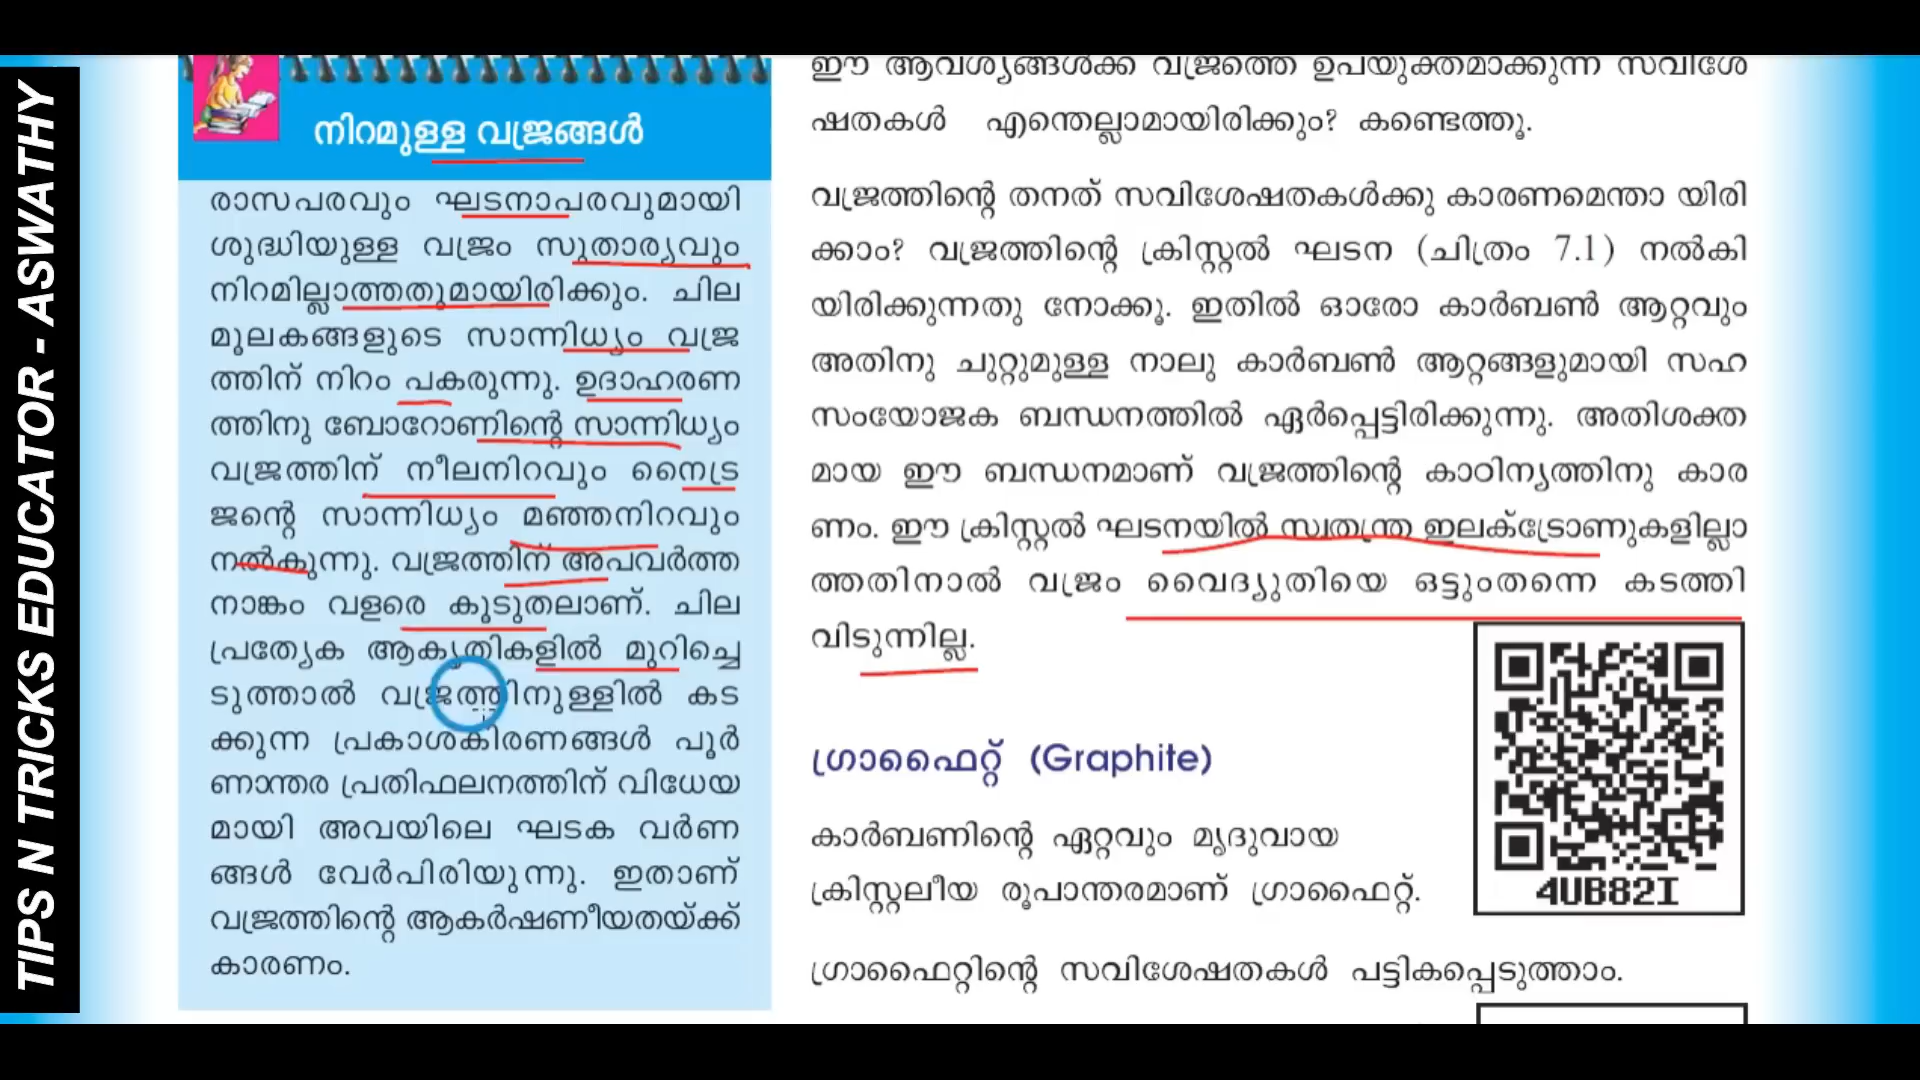 TIPS N TRICKS EDUCATOR - ASWATHY
നിറമുള്ള വജ്രങ്ങൾ
രാസപരവും ഘടനാപരവുമായി
ശുദ്ധിയുള്ള വജ്രം സുതാര്യവും
നിറമില്ലാത്തതുമായിരിക്കും. ചില
മൂലകങ്ങളുടെ സാന്നിധ്യം വജ്ര
ത്തിന് നിറം പകരുന്നു. ഉദാഹരണ
ത്തിനു ബോറോണിന്റെ സാന്നിധ്യം
വജ്രത്തിന് നീലനിറവും നൈട്ര
ജന്റെ സാന്നിധ്യം മഞ്ഞനിറവും
നൽകുന്നു. വജ്രത്തിന് അപവർത്ത
നാങ്കം വളരെ കൂടുതലാണ്. ചില
പ്രത്യേക ആകൃതികളിൽ മുറിച്ചെ
ടുത്താൽ വജ്രത്തിനുള്ളിൽ കട
ക്കുന്ന പ്രകാശകിരണങ്ങൾ പൂർ
ണാന്തര പ്രതിഫലനത്തിന് വിധേയ
മായി അവയിലെ ഘടക വർണ
ങ്ങൾ വേർപിരിയുന്നു. ഇതാണ്
വജ്രത്തിന്റെ ആകർഷണീയതയ്ക്ക്
കാരണം.
ഈ ആവശ്യങ്ങൾക്ക് വജ്രത്തെ ഉപയുക്തമാക്കുന്ന സവിശേ
ഷതകൾ എന്തെല്ലാമായിരിക്കും? കണ്ടെത്തൂ.
വജ്രത്തിന്റെ തനത് സവിശേഷതകൾക്കു കാരണമെന്താ യിരി
ക്കാം? വജ്രത്തിന്റെ ക്രിസ്റ്റൽ ഘടന (ചിത്രം 7.1) നൽകി
യിരിക്കുന്നതു നോക്കൂ. ഇതിൽ ഓരോ കാർബൺ ആറ്റവും
അതിനു ചുറ്റുമുള്ള നാലു കാർബൺ ആറ്റങ്ങളുമായി സഹ
സംയോജക ബന്ധനത്തിൽ ഏർപ്പെട്ടിരിക്കുന്നു. അതിശക്ത
മായ ഈ ബന്ധനമാണ് വജ്രത്തിന്റെ കാഠിന്യത്തിനു കാര
ണം. ഈ ക്രിസ്റ്റൽ ഘടനയിൽ സ്വതന്ത്ര ഇലക്ട്രോണുകളില്ലാ
ത്തതിനാൽ വജ്രം വൈദ്യുതിയെ ഒട്ടുംതന്നെ കടത്തി
വിടുന്നില്ല.
ഗ്രാഫൈറ്റ് (Graphite)
കാർബണിന്റെ ഏറ്റവും മൃദുവായ
ക്രിസ്റ്റലീയ രൂപാന്തരമാണ് ഗ്രാഫൈറ്റ്.
ഗ്രാഫൈറ്റിന്റെ സവിശേഷതകൾ പട്ടികപ്പെടുത്താം.
4UB82I